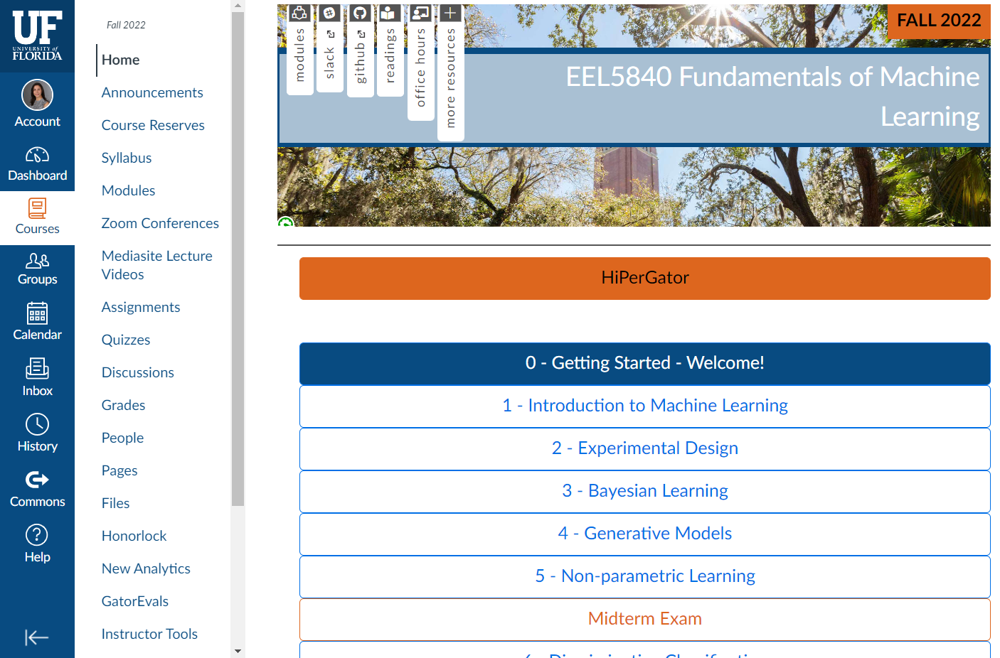 UF
UNIVERSITY of
FLORIDA
Account
Dashboard
Courses
Groups
Calendar
Inbox
History
Commons
Help
Fall 2022
Home
Announcements
Course Reserves
Syllabus
Modules
Zoom Conferences
Mediasite Lecture
Videos
Assignments
Quizzes
Discussions
Grades
People
Pages
Files
Honorlock
New Analytics
GatorEvals
Instructor Tools
modules
slack
github
readings
office hours
more resources
FALL 2022
EEL5840 Fundamentals of Machine
Learning
HiPerGator
0 - Getting Started - Welcome!
1 - Introduction to Machine Learning
2 - Experimental Design
3 - Bayesian Learning
4 - Generative Models
5 - Non-parametric Learning
Midterm Exam